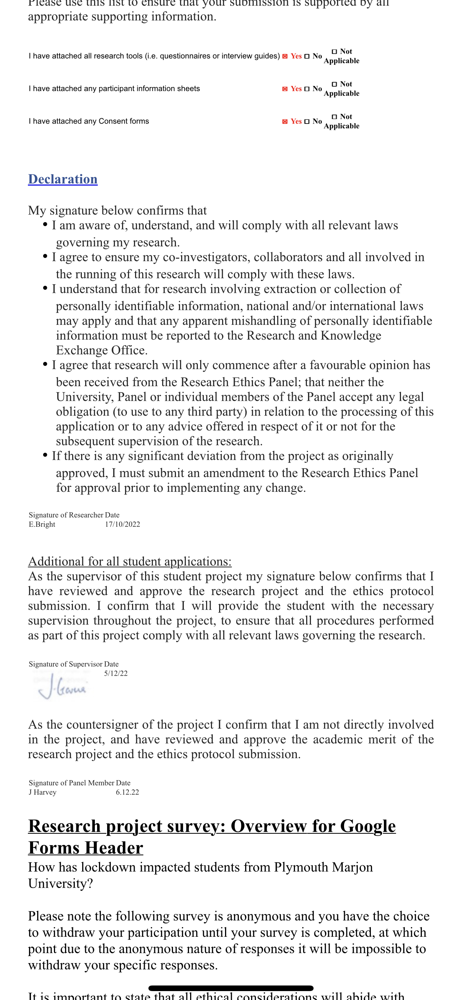 Please use this list to ensure that your submission is supported by all
appropriate supporting information.
I have attached all research tools (i.e. questionnaires or interview guides) ☒ Yes ☐ No ☐ Not Applicable
I have attached any participant information sheets ☒ Yes ☐ No ☐ Not Applicable
I have attached any Consent forms ☒ Yes ☐ No ☐ Not Applicable
Declaration
My signature below confirms that
• I am aware of, understand, and will comply with all relevant laws
governing my research.
• I agree to ensure my co-investigators, collaborators and all involved in
the running of this research will comply with these laws.
• I understand that for research involving extraction or collection of
personally identifiable information, national and/or international laws
may apply and that any apparent mishandling of personally identifiable
information must be reported to the Research and Knowledge
Exchange Office.
• I agree that research will only commence after a favourable opinion has
been received from the Research Ethics Panel; that neither the
University, Panel or individual members of the Panel accept any legal
obligation (to use to any third party) in relation to the processing of this
application or to any advice offered in respect of it or not for the
subsequent supervision of the research.
• If there is any significant deviation from the project as originally
approved, I must submit an amendment to the Research Ethics Panel
for approval prior to implementing any change.
Signature of Researcher Date
E.Bright 17/10/2022
Additional for all student applications:
As the supervisor of this student project my signature below confirms that I
have reviewed and approve the research project and the ethics protocol
submission. I confirm that I will provide the student with the necessary
supervision throughout the project, to ensure that all procedures performed
as part of this project comply with all relevant laws governing the research.
Signature of Supervisor Date
5/12/22
As the countersigner of the project I confirm that I am not directly involved
in the project, and have reviewed and approve the academic merit of the
research project and the ethics protocol submission.
Signature of Panel Member Date
J Harvey 6.12.22
Research project survey: Overview for Google
Forms Header
How has lockdown impacted students from Plymouth Marjon
University?
Please note the following survey is anonymous and you have the choice
to withdraw your participation until your survey is completed, at which
point due to the anonymous nature of responses it will be impossible to
withdraw your specific responses.
It is important to state that all ethical considerations will abide with